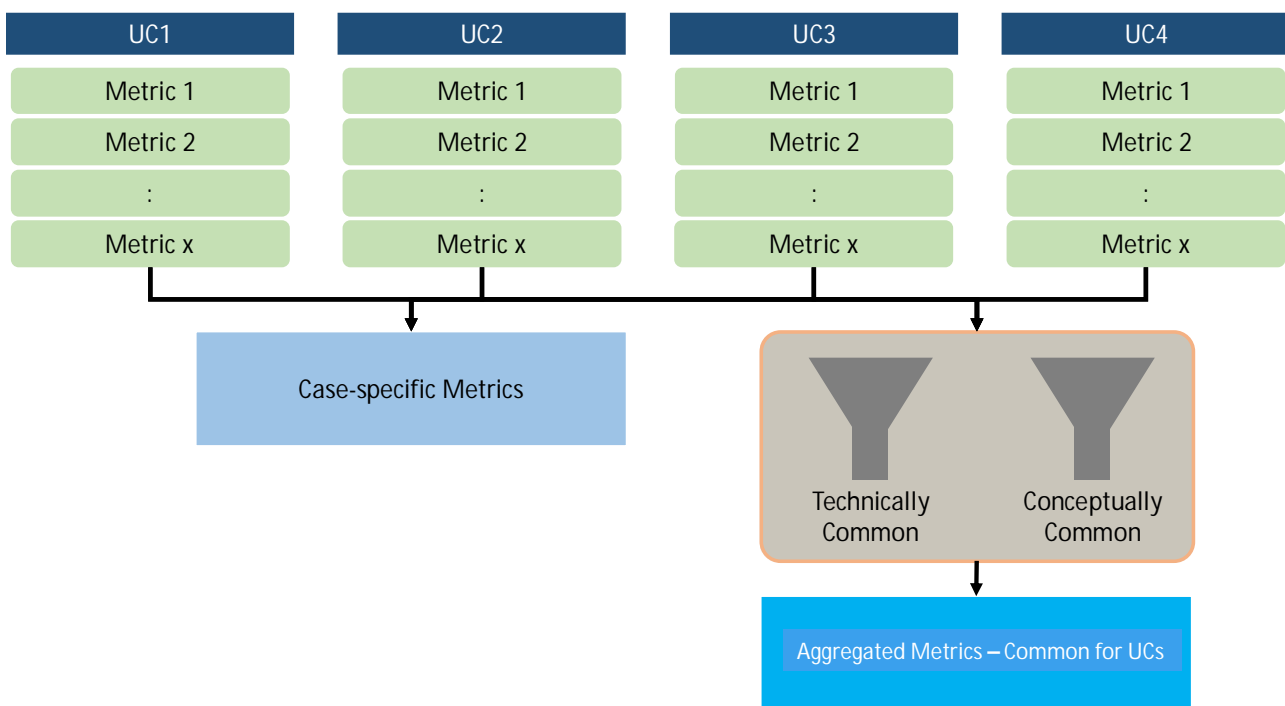 UC1 UC2 UC3 UC4
Metric 1 Metric 1 Metric 1 Metric 1
Metric 2 Metric 2 Metric 2 Metric 2
: : : :
Metric x Metric x Metric x Metric x
Case-specific Metrics
Technically Conceptually
Common Common
Aggregated Metrics – Common for UCs